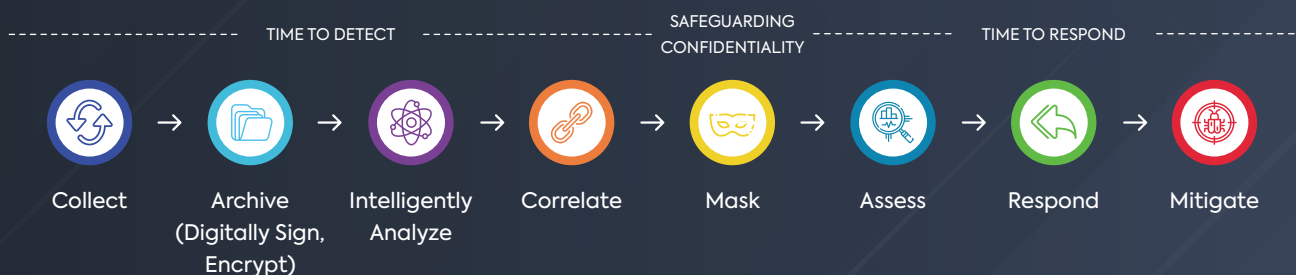 TIME TO DETECT
SAFEGUARDING
CONFIDENTIALITY
TIME TO RESPOND
Collect
Archive
(Digitally Sign,
Encrypt)
Intelligently
Analyze
Correlate
Mask
Assess
Respond
Mitigate